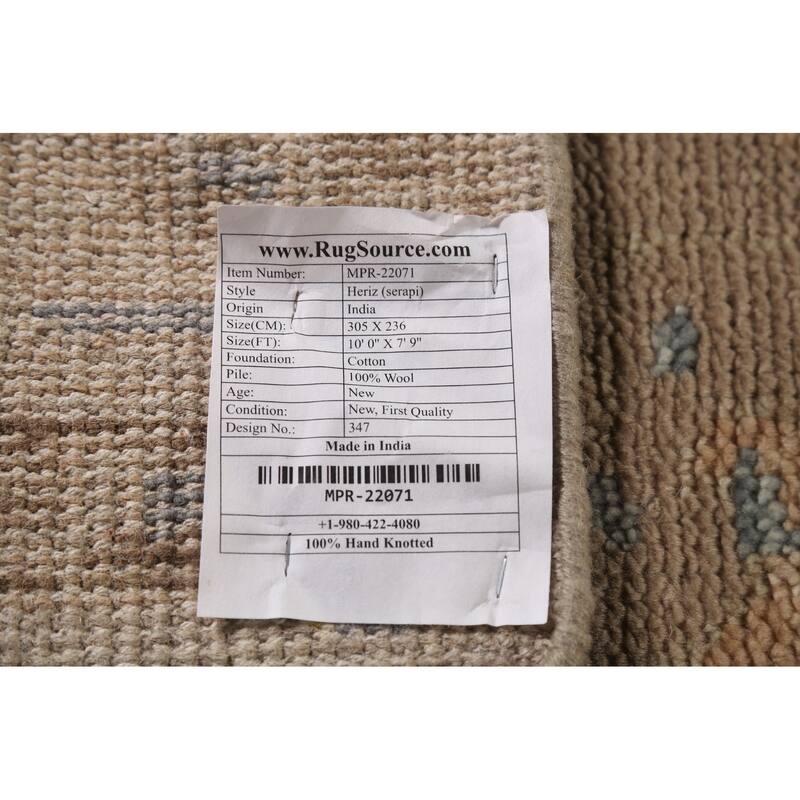 www.RugSource.com
Item Number: MPR-22071
Style Heriz (serapi)
Origin India
Size(CM): 305 X 236
Size(FT): 10' 0" X 7' 9"
Foundation: Cotton
Pile: 100% Wool
Age: New
Condition: New, First Quality
Design No.: 347
Made in India
MPR-22071
+1-980-422-4080
100% Hand Knotted